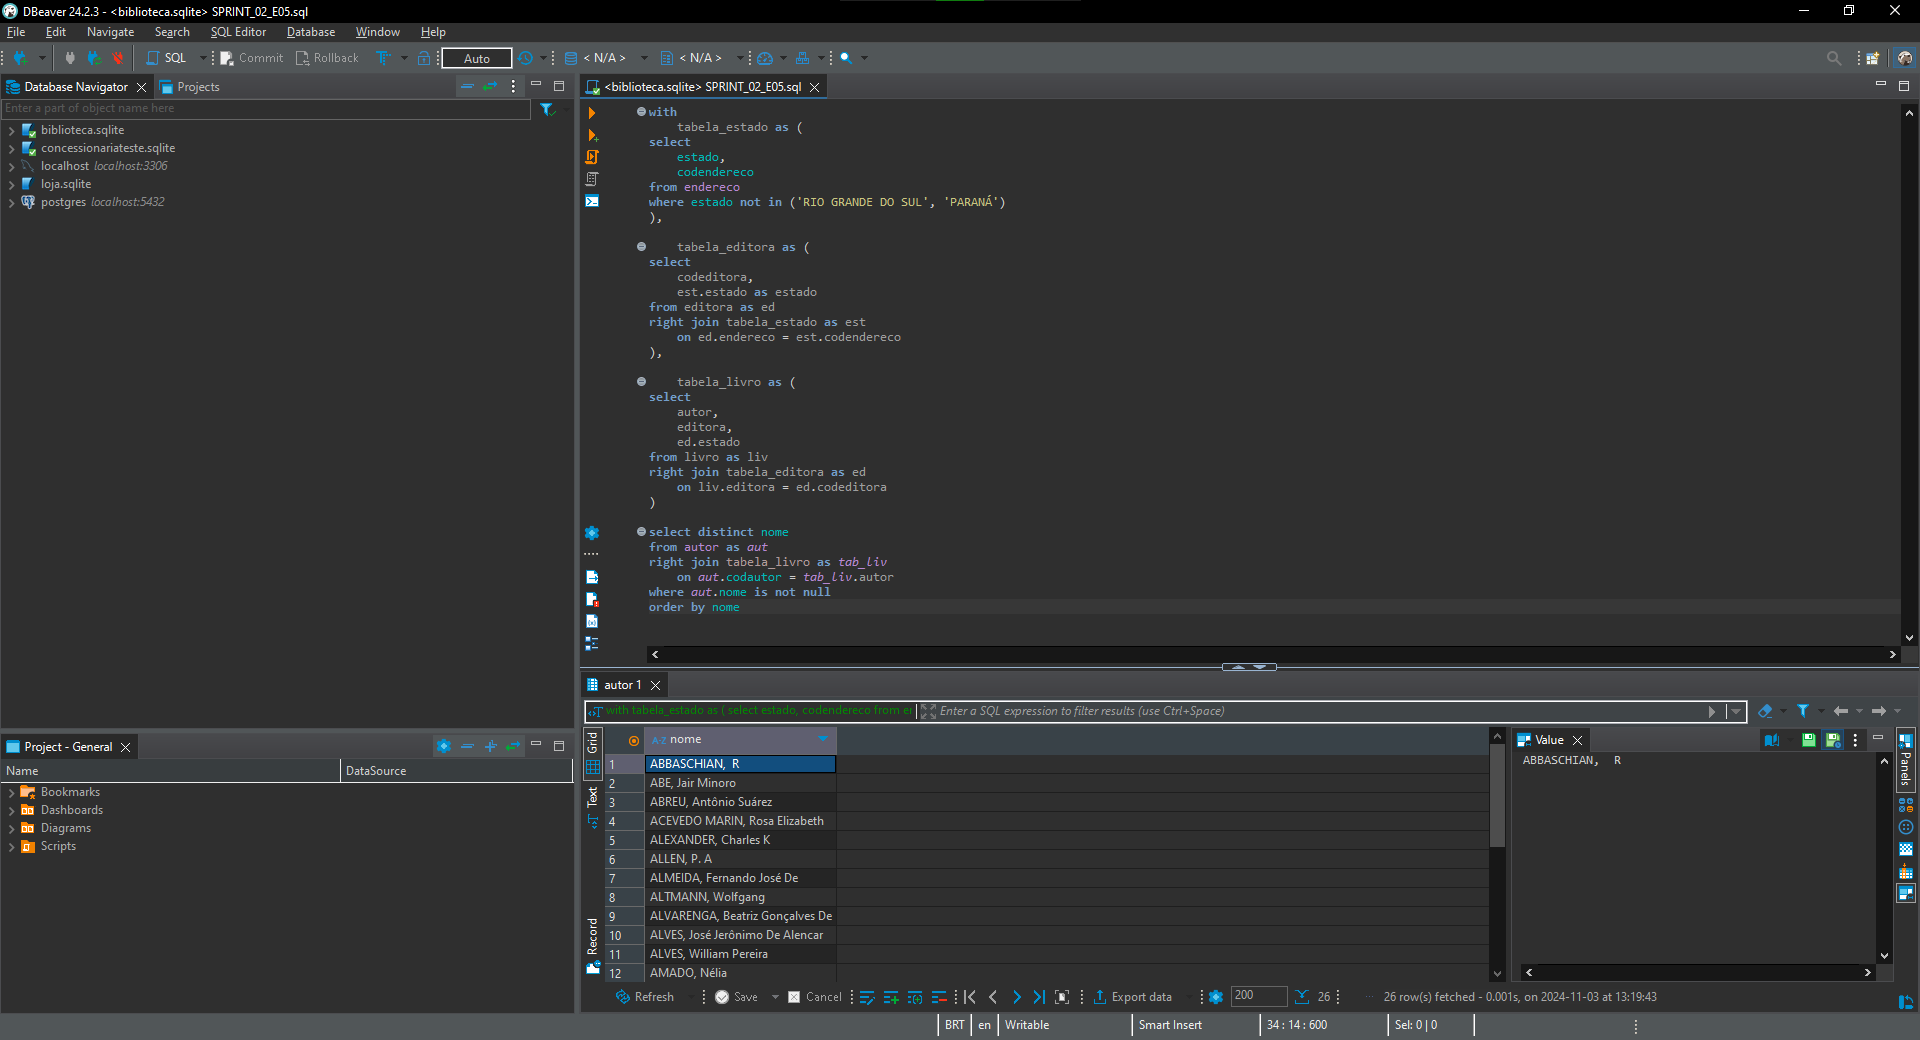 DBeaver 24.2.3 - <biblioteca.sqlite> SPRINT_02_E05.sql
File Edit Navigate Search SQL Editor Database Window Help
SQL Commit Rollback Auto < N/A > < N/A >
Database Navigator Projects
Enter a part of object name here
biblioteca.sqlite
concessionariateste.sqlite
localhost localhost:3306
loja.sqlite
postgres localhost:5432
Project - General
Name DataSource
Bookmarks
Dashboards
Diagrams
Scripts
<biblioteca.sqlite> SPRINT_02_E05.sql
with
tabela_estado as (
select
estado,
codendereco
from endereco
where estado not in ('RIO GRANDE DO SUL', 'PARANÁ')
),
tabela_editora as (
select
codeditora,
est.estado as estado
from editora as ed
right join tabela_estado as est
on ed.endereco = est.codendereco
),
tabela_livro as (
select
autor,
editora,
ed.estado
from livro as liv
right join tabela_editora as ed
on liv.editora = ed.codeditora
)
select distinct nome
from autor as aut
right join tabela_livro as tab_liv
on aut.codautor = tab_liv.autor
where aut.nome is not null
order by nome
autor 1
with tabela_estado as ( select estado, codendereco from er Enter a SQL expression to filter results (use Ctrl+Space)
Grid
Text
Record
A-Z nome
1 ABBASCHIAN, R
2 ABE, Jair Minoro
3 ABREU, Antônio Suárez
4 ACEVEDO MARIN, Rosa Elizabeth
5 ALEXANDER, Charles K
6 ALLEN, P. A
7 ALMEIDA, Fernando José De
8 ALTMANN, Wolfgang
9 ALVARENGA, Beatriz Gonçalves De
10 ALVES, José Jerônimo De Alencar
11 ALVES, William Pereira
12 AMADO, Nélia
Value
ABBASCHIAN, R
Panels
Refresh Save Cancel Export data 200 26 26 row(s) fetched - 0.001s, on 2024-11-03 at 13:19:43
BRT en Writable Smart Insert 34 : 14 : 600 Sel: 0 | 0